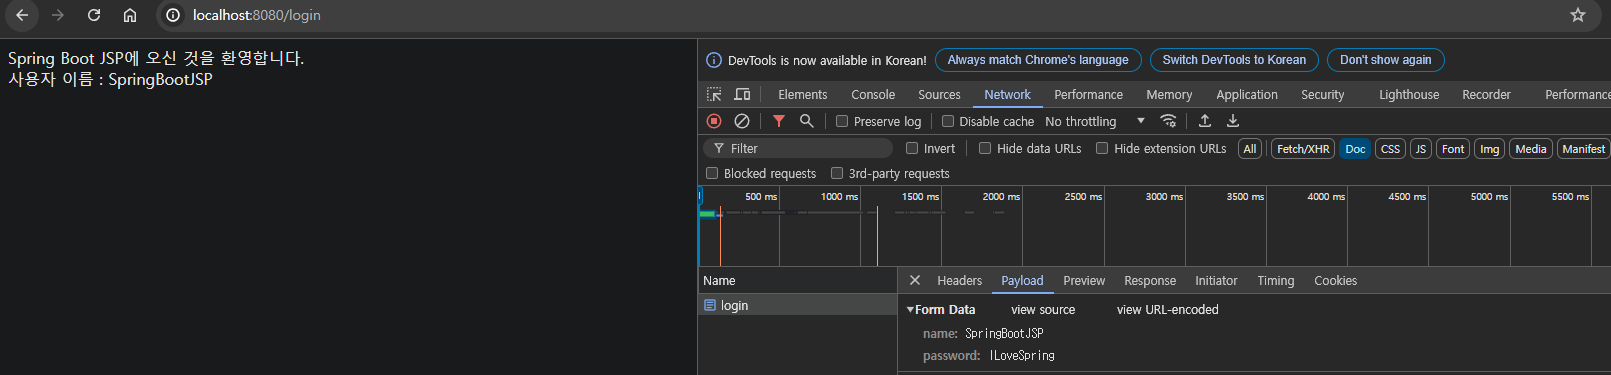 localhost:8080/login
Spring Boot JSP에 오신 것을 환영합니다.
사용자 이름 : SpringBootJSP
DevTools is now available in Korean! Always match Chrome's language Switch DevTools to Korean Don't show again
Elements Console Sources Network Performance Memory Application Security Lighthouse Recorder Performance
Preserve log Disable cache No throttling
Filter Invert Hide data URLs Hide extension URLs All Fetch/XHR Doc CSS JS Font Img Media Manifest
Blocked requests 3rd-party requests
500 ms 1000 ms 1500 ms 2000 ms 2500 ms 3000 ms 3500 ms 4000 ms 4500 ms 5000 ms 5500 ms
Name Headers Payload Preview Response Initiator Timing Cookies
login Form Data view source view URL-encoded
name: SpringBootJSP
password: ILoveSpring